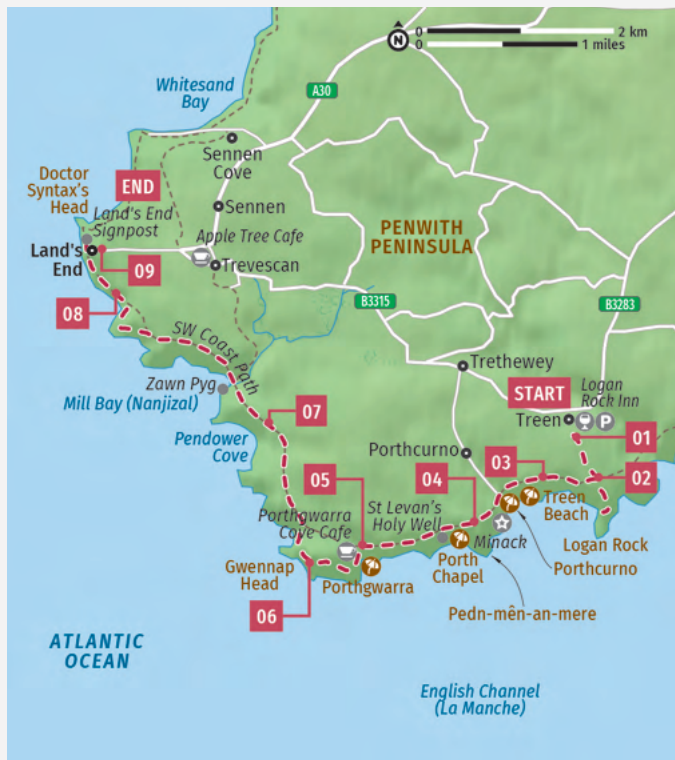 N
0
2 km
0
1 miles
Whitesand
Bay
A30
Sennen
Cove
Doctor
Syntax's
Head
END
Land's End
Signpost
Sennen
PENWITH
PENINSULA
Apple Tree Cafe
Land's
End
Trevescan
09
B3315
B3283
08
SW Coast Path
Trethewey
START
Logan
Rock Inn
Zawn Pyg
Mill Bay (Nanjizal)
07
Treen
P
01
Pendower
Cove
Porthcurno
05
04
03
02
St Levan's
Holy Well
Treen
Beach
Porthgwarra
Cove Cafe
Minack
Logan Rock
Gwennap
Head
Porth
Chapel
Porthcurno
Porthgwarra
06
Pedn-mên-an-mere
ATLANTIC
OCEAN
English Channel
(La Manche)